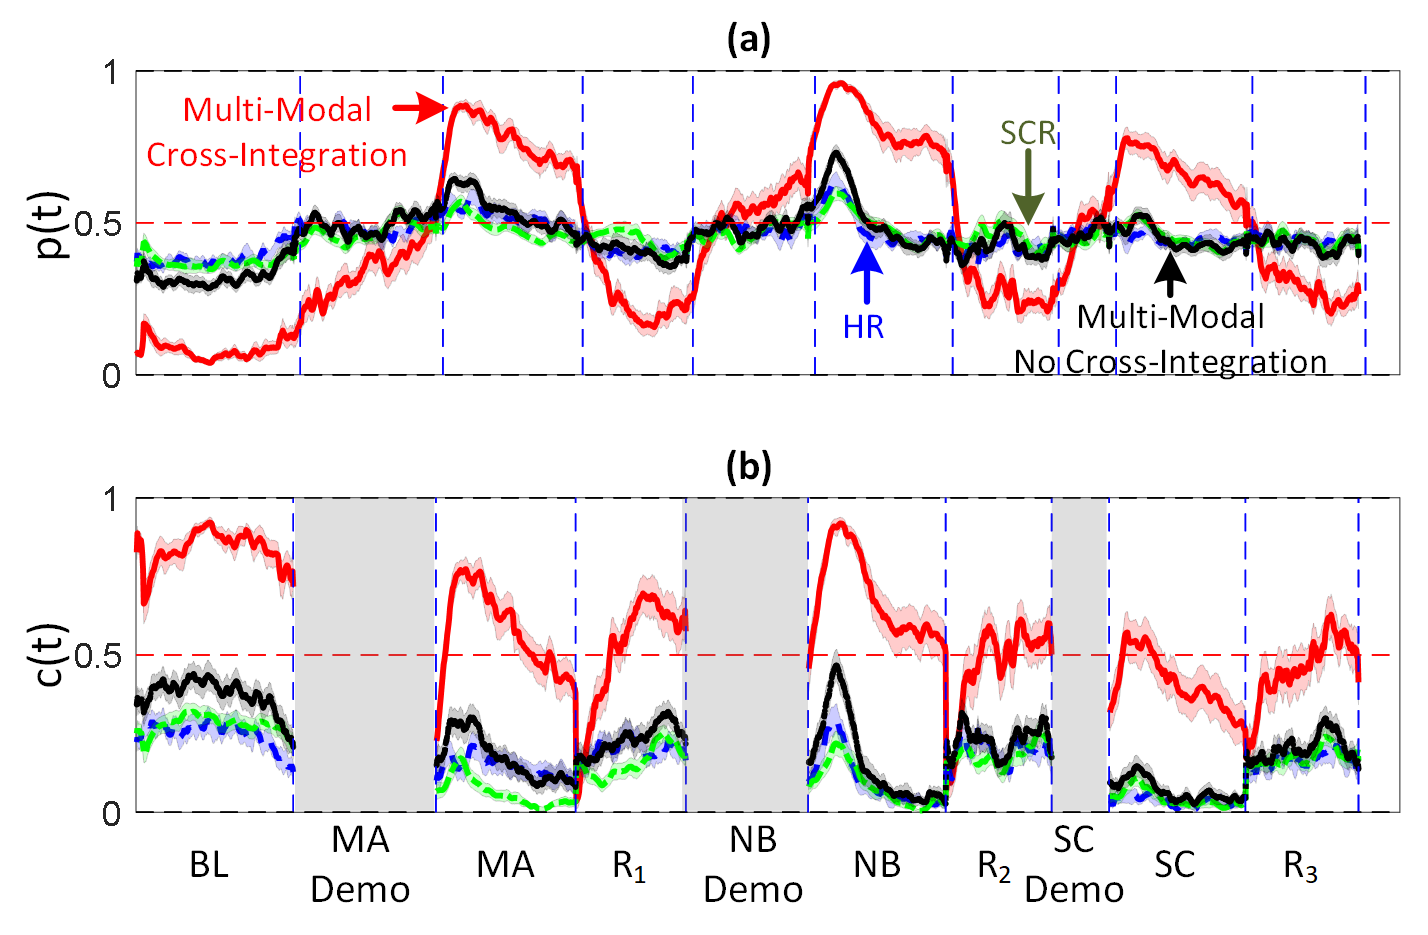 (a)
1
Multi-Modal
Cross-Integration
SCR
p(t)
0.5
HR
Multi-Modal
No Cross-Integration
0
(b)
1
c(t)
0.5
0
BL
MA
Demo
MA
R1
NB
Demo
NB
R2
SC
Demo
SC
R3